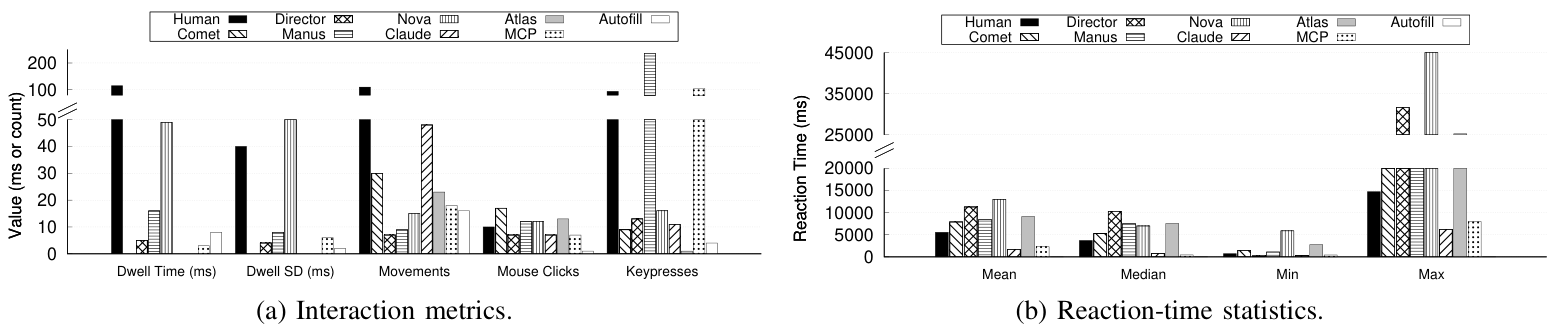 Human Director Nova Atlas Autofill
Comet Manus Claude MCP
Value (ms or count)
200
100
50
40
30
20
10
0
Dwell Time (ms) Dwell SD (ms) Movements Mouse Clicks Keypresses
(a) Interaction metrics.
Human Director Nova Atlas Autofill
Comet Manus Claude MCP
Reaction Time (ms)
45000
35000
25000
20000
15000
10000
5000
0
Mean Median Min Max
(b) Reaction-time statistics.